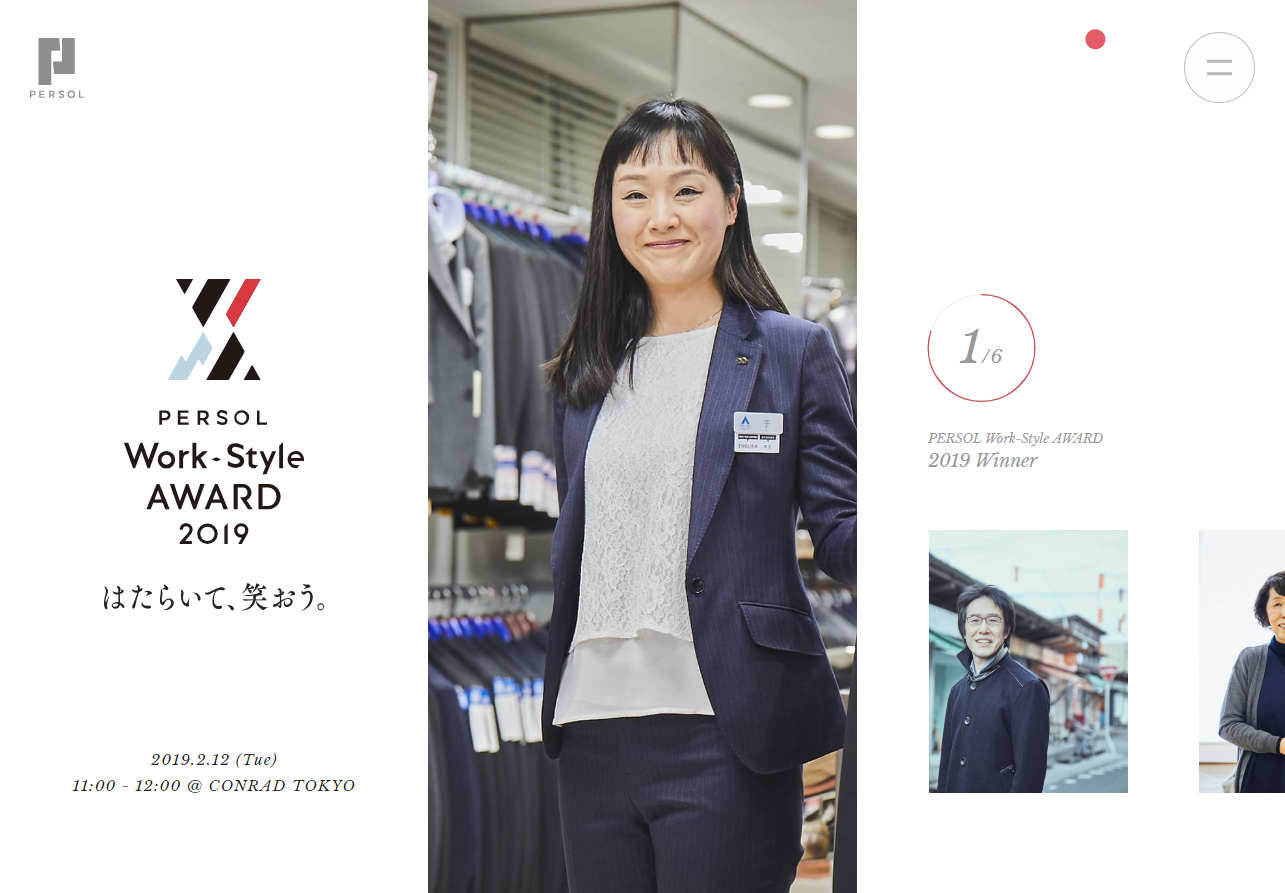 PERSOL
PERSOL
Work-Style
AWARD
2019
はたらいて、笑おう。
2019.2.12 (Tue)
11:00 - 12:00 @ CONRAD TOKYO
1/6
PERSOL Work-Style AWARD
2019 Winner